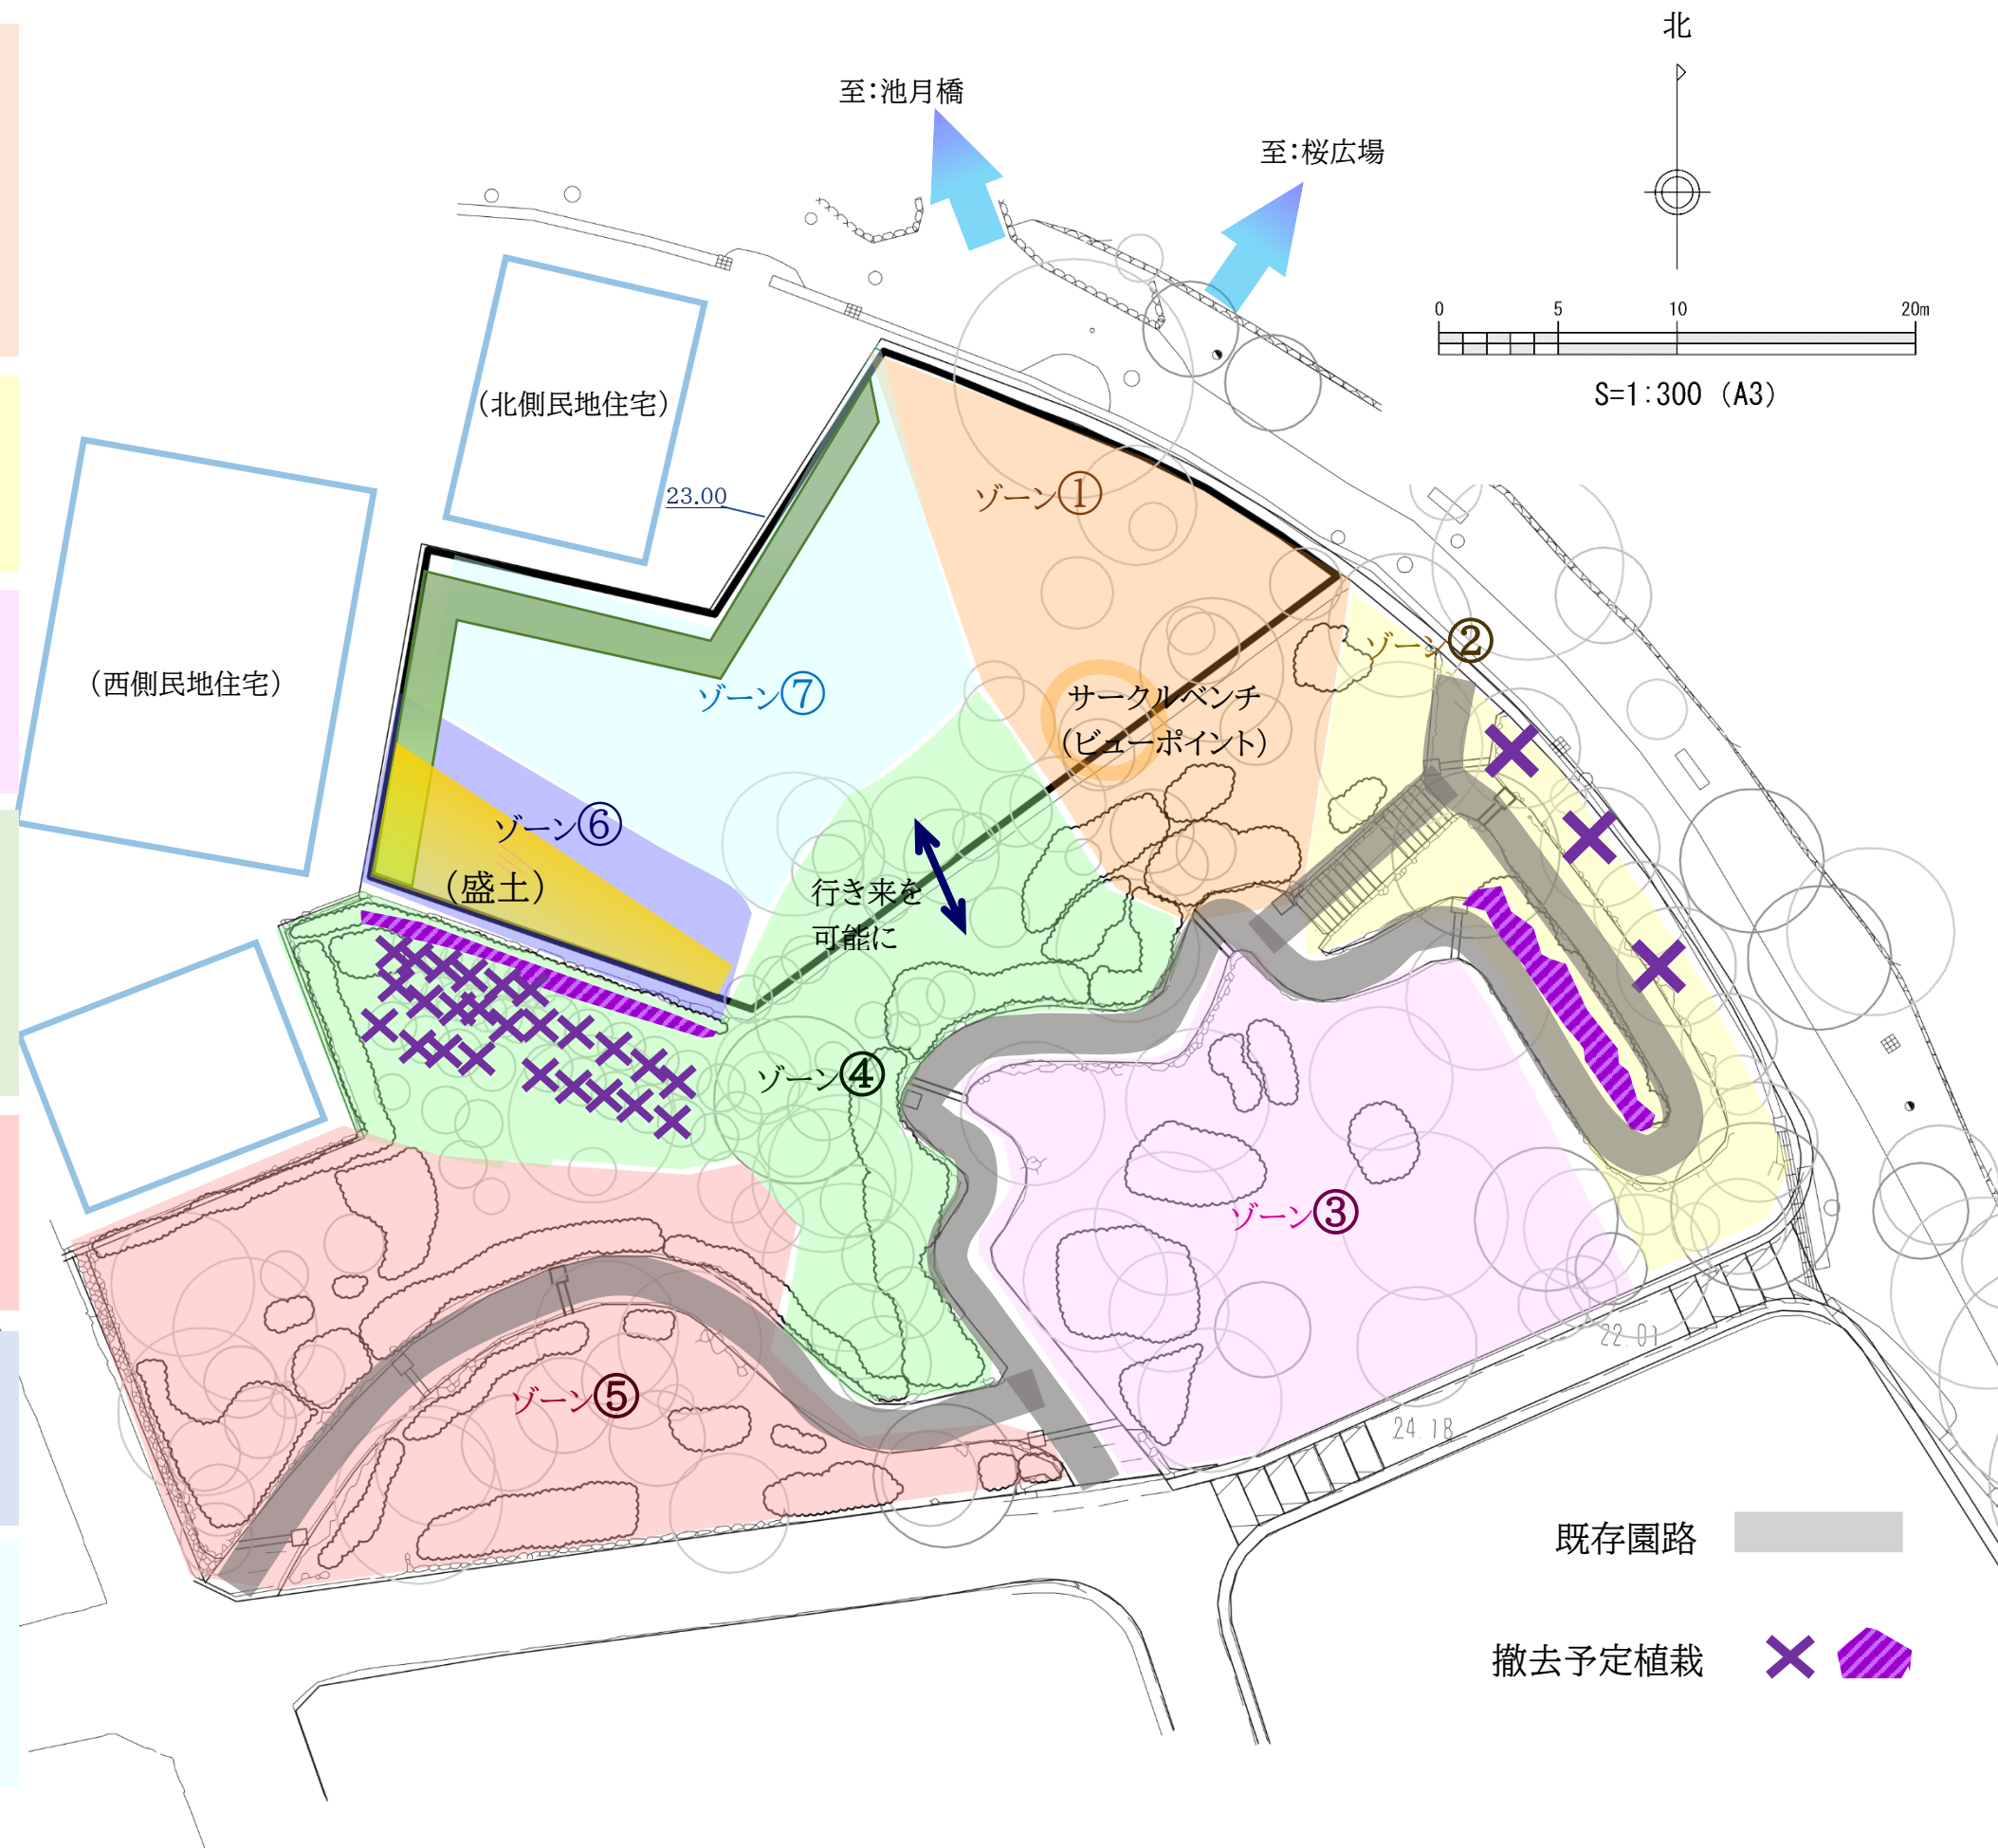 北
至：池月橋
至：桜広場
0 5 10 20m
S=1:300 (A3)
（北側民地住宅）
23.00
ゾーン①
（西側民地住宅）
ゾーン②
ゾーン⑦
サークルベンチ
（ビューポイント）
ゾーン⑥
（盛土）
行き来を
可能に
ゾーン④
ゾーン③
22.01
ゾーン⑤
24.18
既存園路
撤去予定植栽